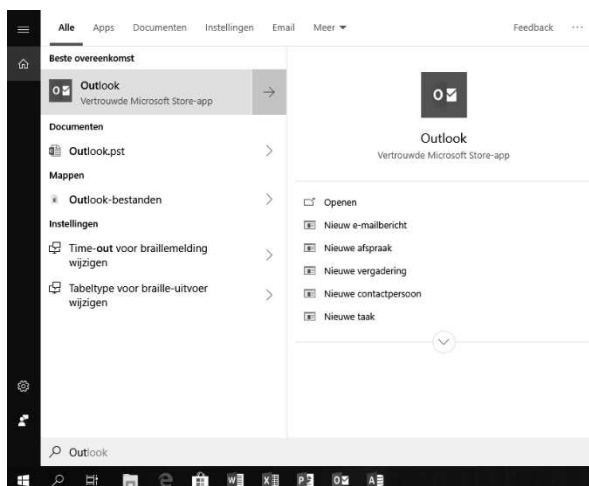 Alle Apps Documenten Instellingen Email Meer Feedback ...
Beste overeenkomst
Outlook
Vertrouwde Microsoft Store-app
Documenten
Outlook.pst
Mappen
Outlook-bestanden
Instellingen
Time-out voor braillemelding
wijzigen
Tabeltype voor braille-uitvoer
wijzigen
Outlook
Vertrouwde Microsoft Store-app
Openen
Nieuw e-mailbericht
Nieuwe afspraak
Nieuwe vergadering
Nieuwe contactpersoon
Nieuwe taak
Outlook